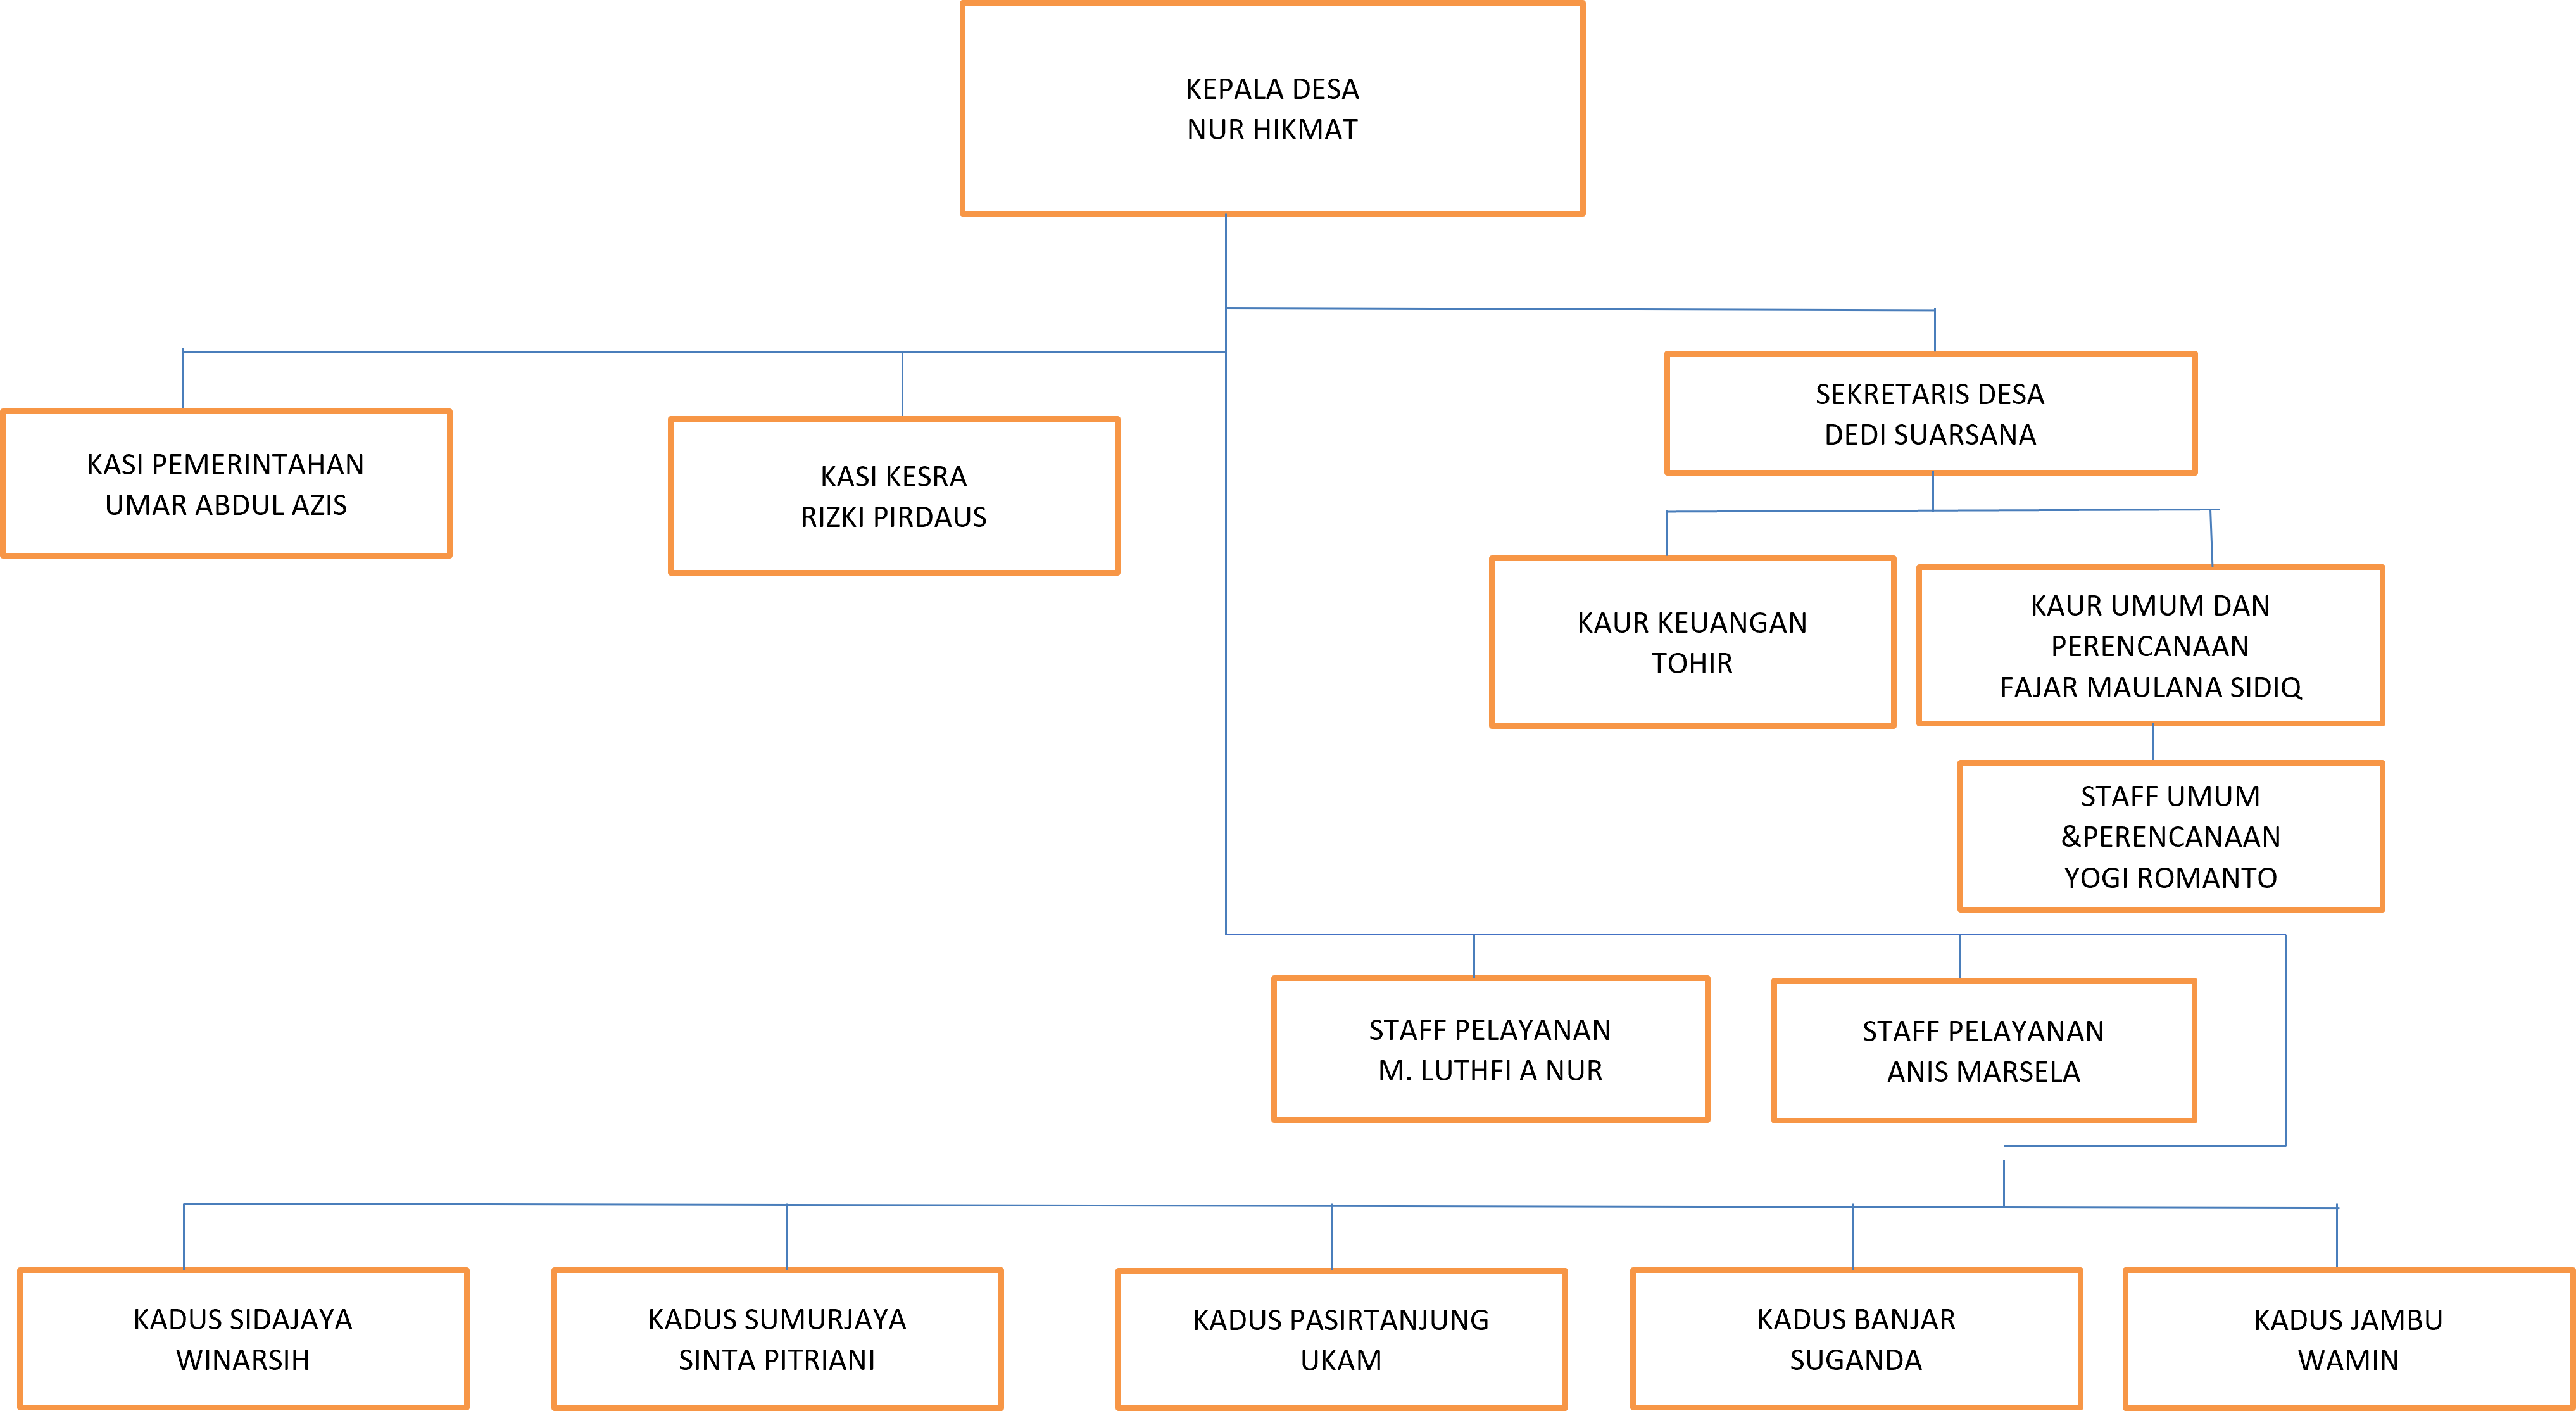 KEPALA DESA
NUR HIKMAT
SEKRETARIS DESA
DEDI SUARSANA
KASI PEMERINTAHAN
UMAR ABDUL AZIS
KASI KESRA
RIZKI PIRDAUS
KAUR KEUANGAN
TOHIR
KAUR UMUM DAN
PERENCANAAN
FAJAR MAULANA SIDIQ
STAFF UMUM
&PERENCANAAN
YOGI ROMANTO
STAFF PELAYANAN
M. LUTHFI A NUR
STAFF PELAYANAN
ANIS MARSELA
KADUS SIDAJAYA
WINARSIH
KADUS SUMURJAYA
SINTA PITRIANI
KADUS PASIRTANJUNG
UKAM
KADUS BANJAR
SUGANDA
KADUS JAMBU
WAMIN